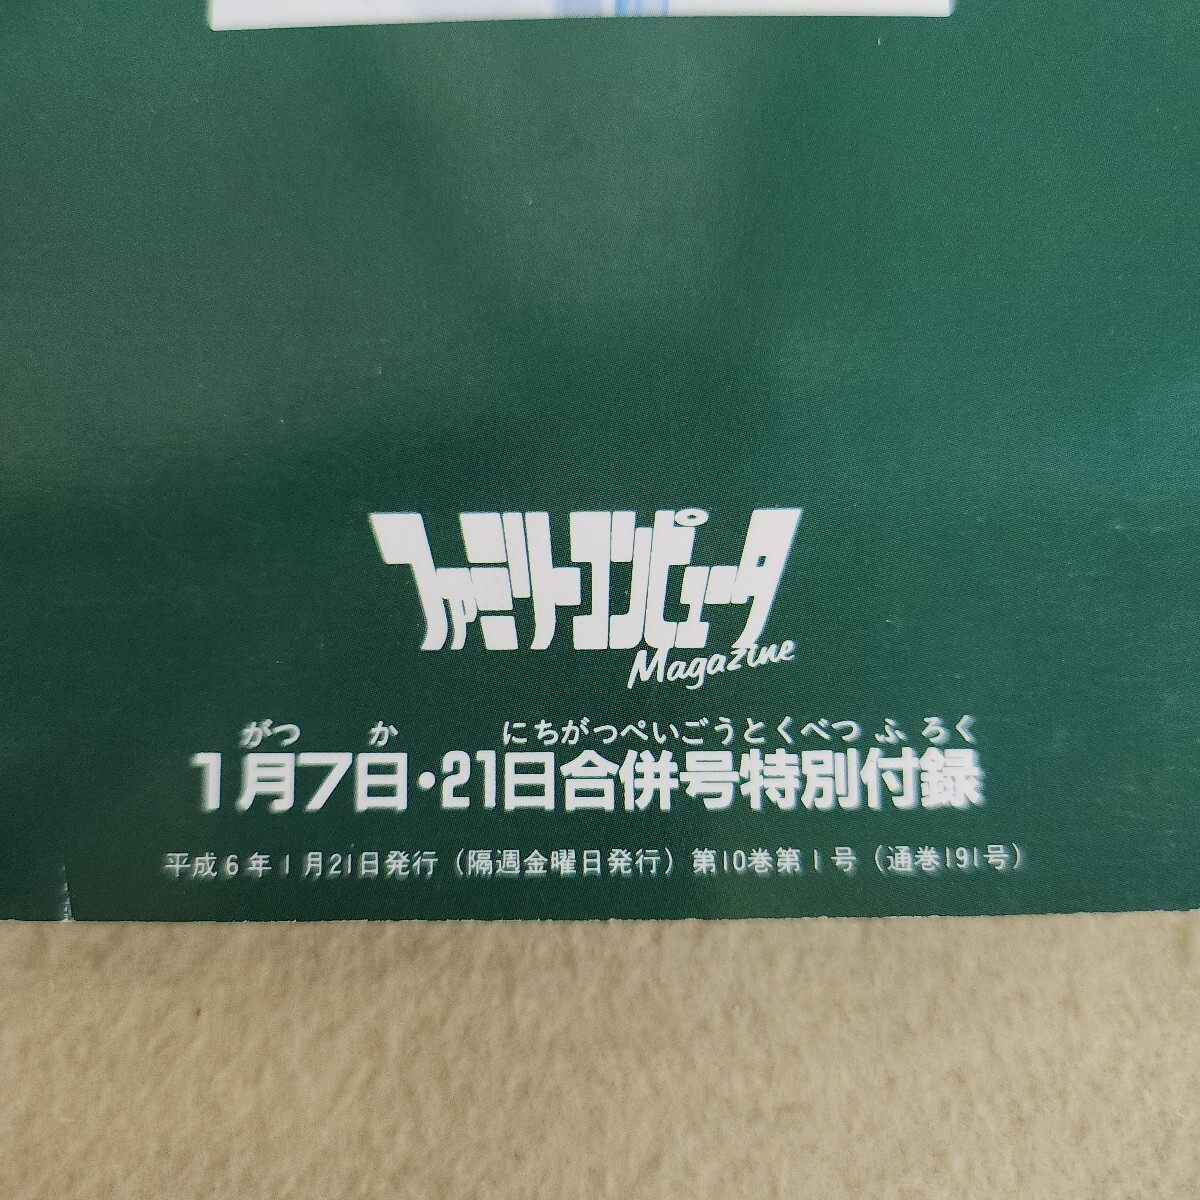 ファミリーコンピュータ
Magazine
がつ か にちがっぺいごうとくべつ ふろく
1月7日・21日合併号特別付録
平成6年1月21日発行（隔週金曜日発行）第10巻第1号（通巻191号）